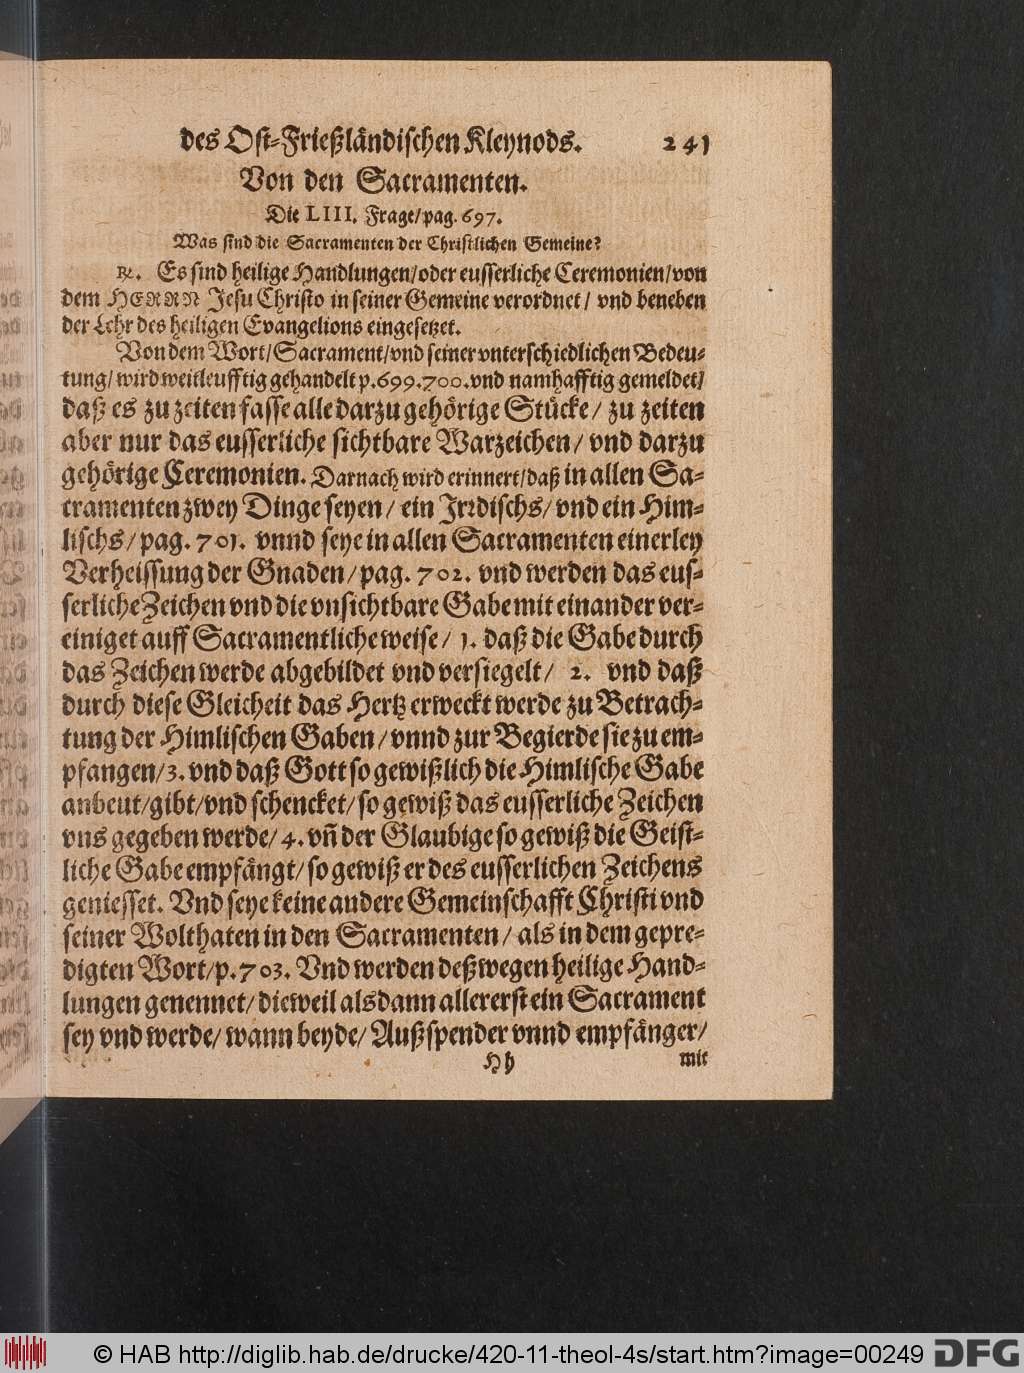 des Ost-Frießländischen Kleynods. 241
Von den Sacramenten.
Die LIII. Frage/pag. 697.
Was sind die Sacramenten der Christlichen Gemeine?
℞. Es sind heilige Handlungen/oder eusserliche Ceremonien/von
dem HERRN Jesu Christo in seiner Gemeine verordnet/ vnd beneben
der Lehr des heiligen Evangelions eingesetzet.
Von dem Wort/Sacrament/vnd seiner vnterschiedlichen Bedeu-
tung/wird weitleufftig gehandelt p.699.700.vnd namhafftig gemeldet/
daß es zu zeiten fasse alle darzu gehörige Stücke/ zu zeiten
aber nur das eusserliche sichtbare Warzeichen/ vnd darzu
gehörige Ceremonien. Darnach wird erinnert/daß in allen Sa-
cramenten zwey Dinge seyen/ ein Irrdischs/ vnd ein Him-
lischs/ pag. 701. vnnd seye in allen Sacramenten einerley
Verheissung der Gnaden/pag. 702. vnd werden das eus-
serliche Zeichen vnd die vnsichtbare Gabe mit einander ver-
einiget auff Sacramentliche weise/ 1. daß die Gabe durch
das Zeichen werde abgebildet vnd versiegelt/ 2. vnd daß
durch diese Gleicheit das Hertz erweckt werde zu Betrach-
tung der Himlischen Gaben/ vnnd zur Begierde sie zu em-
pfangen/3. vnd daß Gott so gewißlich die Himlische Gabe
anbeut/gibt/vnd schencket/ so gewiß das eusserliche Zeichen
vns gegeben werde/ 4. vñ der Glaubige so gewiß die Geist-
liche Gabe empfängt/ so gewiß er des eusserlichen Zeichens
geniesset. Vnd seye keine andere Gemeinschafft Christi vnd
seiner Wolthaten in den Sacramenten/ als in dem gepre-
digten Wort/p.703. Vnd werden deßwegen heilige Hand-
lungen genennet/ dieweil alsdann allererst ein Sacrament
sey vnd werde/ wann beyde/ Außspender vnnd empfänger/
Hh mit
© HAB http://diglib.hab.de/drucke/420-11-theol-4s/start.htm?image=00249 DFG